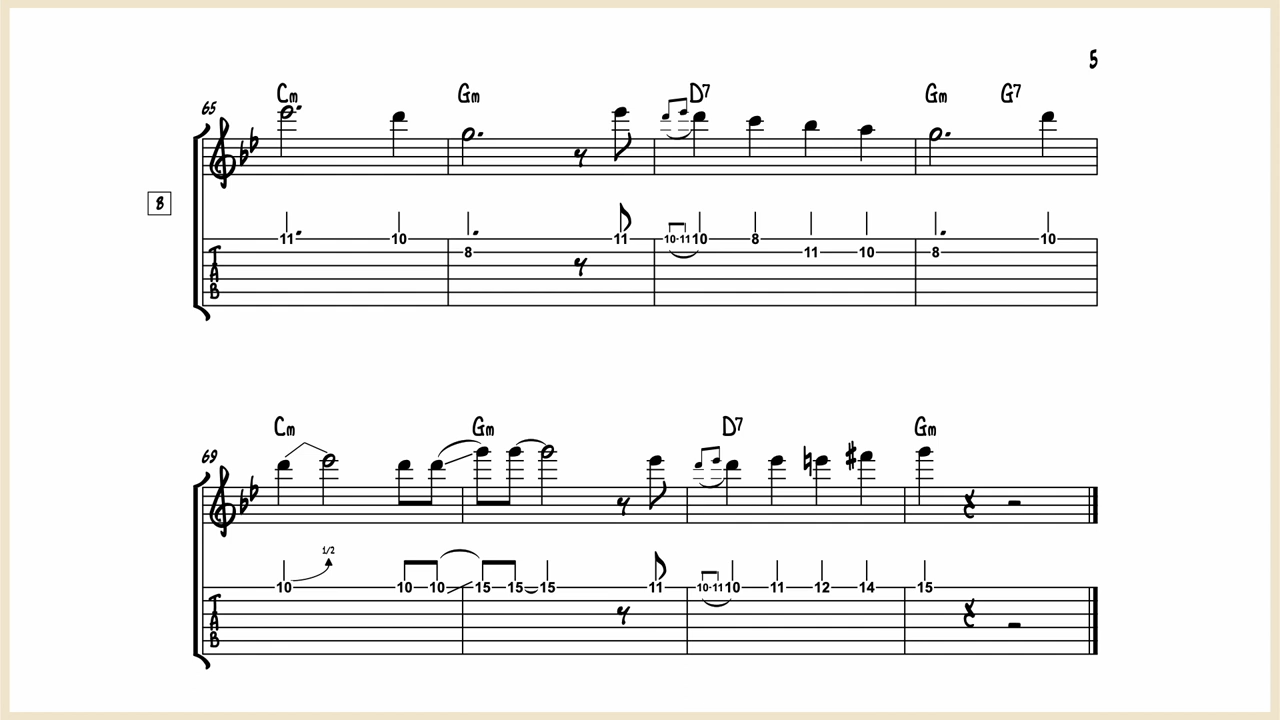 5
Cm Gm D7 Gm G7
65
8
11 10 8 11 10 11 10 8 11 10 8 10
T
A
B
Cm Gm D7 Gm
69
1/2
10 10 10 15 15 15 11 10 11 10 11 12 14 15
T
A
B